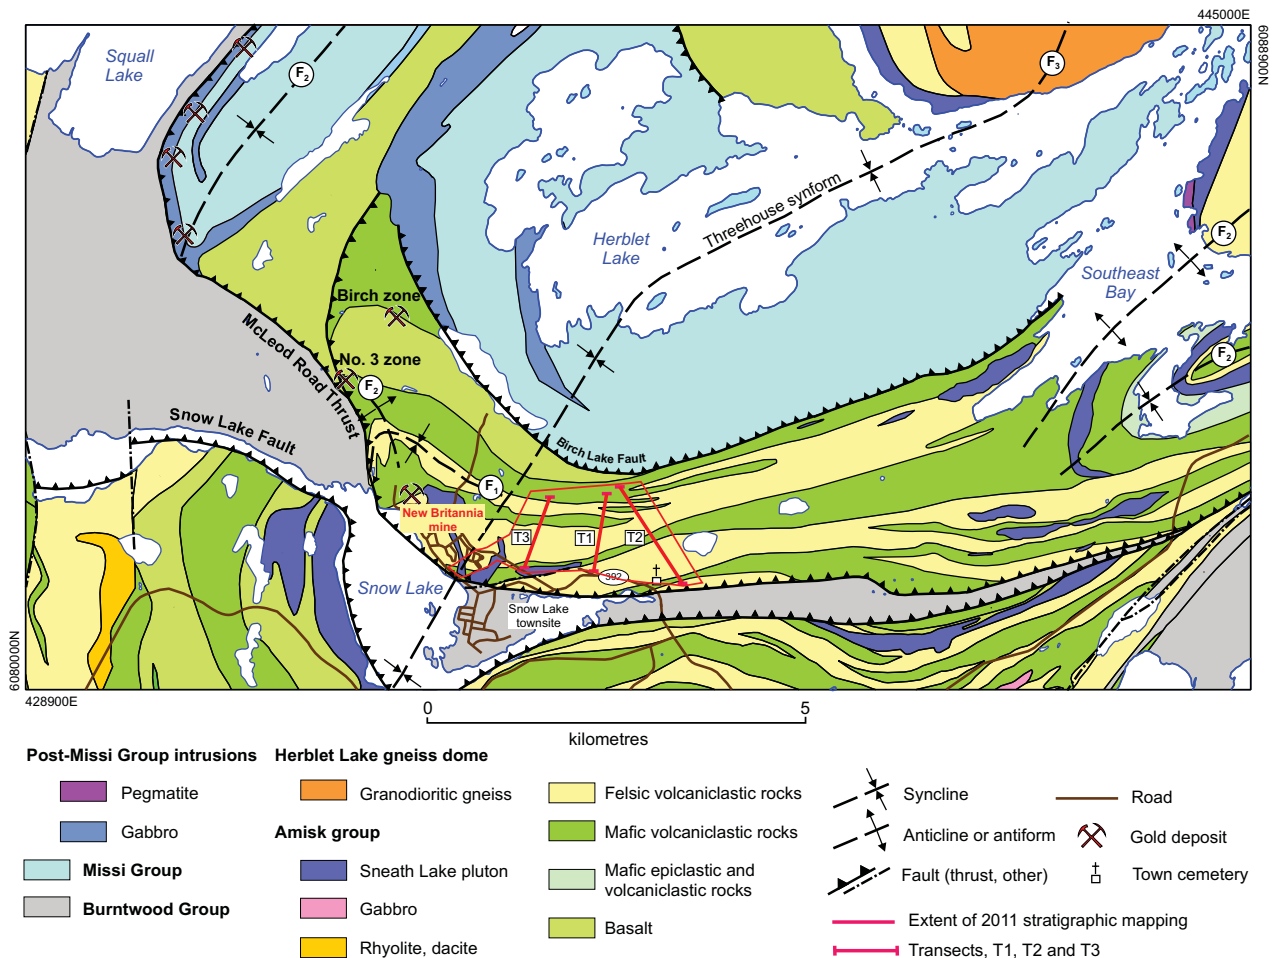 445000E
6088900N
Squall
Lake
F2
F3
Threehouse synform
Herblet
Lake
F2
Southeast
Bay
Birch zone
McLeod Road Thrust
No. 3 zone
F2
F2
Snow Lake Fault
Birch Lake Fault
F1
New Britannia
mine
T3
T1
T2
392
Snow Lake
Snow Lake
townsite
6080000N
428900E
0
5
kilometres
Post-Missi Group intrusions
Pegmatite
Gabbro
Missi Group
Burntwood Group
Herblet Lake gneiss dome
Granodioritic gneiss
Amisk group
Sneath Lake pluton
Gabbro
Rhyolite, dacite
Felsic volcaniclastic rocks
Mafic volcaniclastic rocks
Mafic epiclastic and
volcaniclastic rocks
Basalt
Syncline
Anticline or antiform
Fault (thrust, other)
Road
Gold deposit
Town cemetery
Extent of 2011 stratigraphic mapping
Transects, T1, T2 and T3